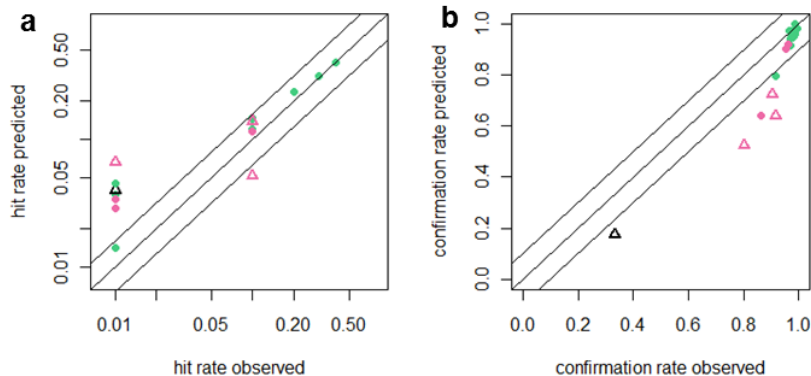 a
hit rate predicted
0.50
0.20
0.05
0.01
0.01 0.05 0.20 0.50
hit rate observed
b
confirmation rate predicted
1.0
0.8
0.6
0.4
0.2
0.0
0.0 0.2 0.4 0.6 0.8 1.0
confirmation rate observed